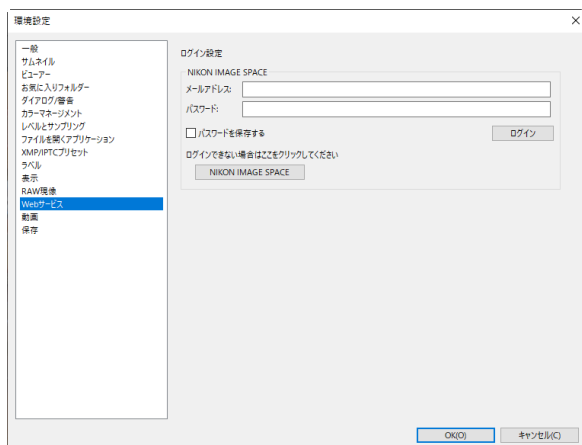 環境設定
一般
サムネイル
ビューアー
お気に入りフォルダー
ダイアログ/警告
カラーマネージメント
レベルとサンプリング
ファイルを開くアプリケーション
XMP/IPTCプリセット
ラベル
表示
RAW現像
Webサービス
動画
保存
ログイン設定
NIKON IMAGE SPACE
メールアドレス:
パスワード:
パスワードを保存する
ログイン
ログインできない場合はここをクリックしてください
NIKON IMAGE SPACE
OK(O)
キャンセル(C)